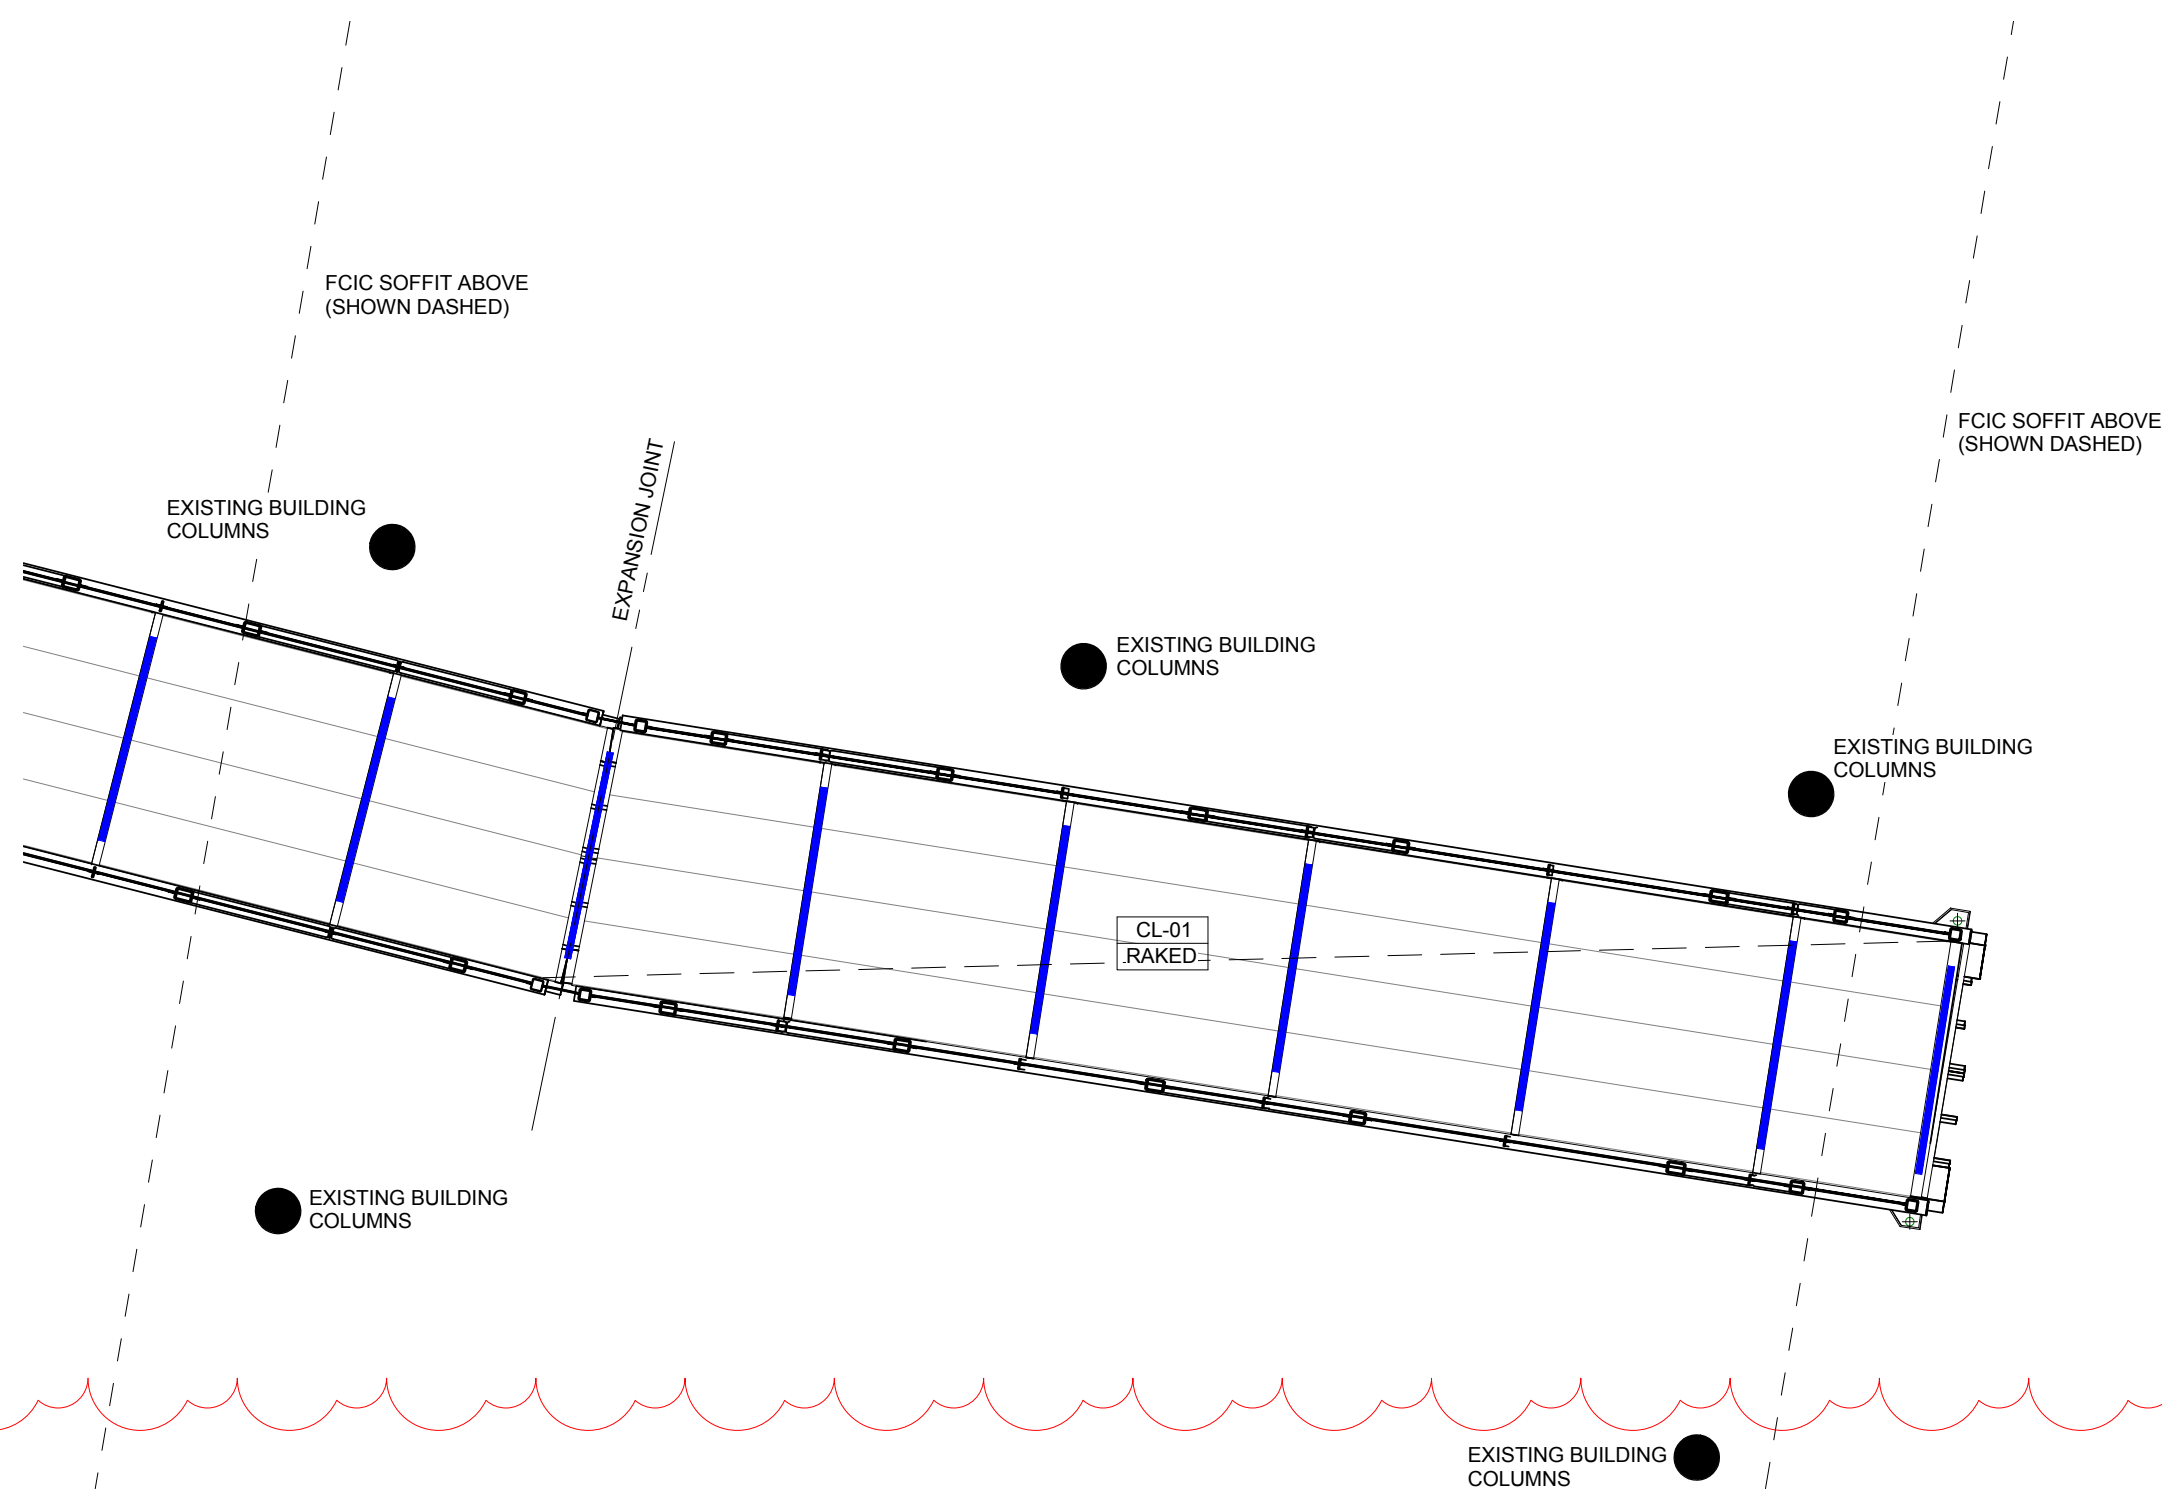 FCIC SOFFIT ABOVE
(SHOWN DASHED)
FCIC SOFFIT ABOVE
(SHOWN DASHED)
EXPANSION JOINT
EXISTING BUILDING
COLUMNS
EXISTING BUILDING
COLUMNS
EXISTING BUILDING
COLUMNS
CL-01
RAKED
EXISTING BUILDING
COLUMNS
EXISTING BUILDING
COLUMNS